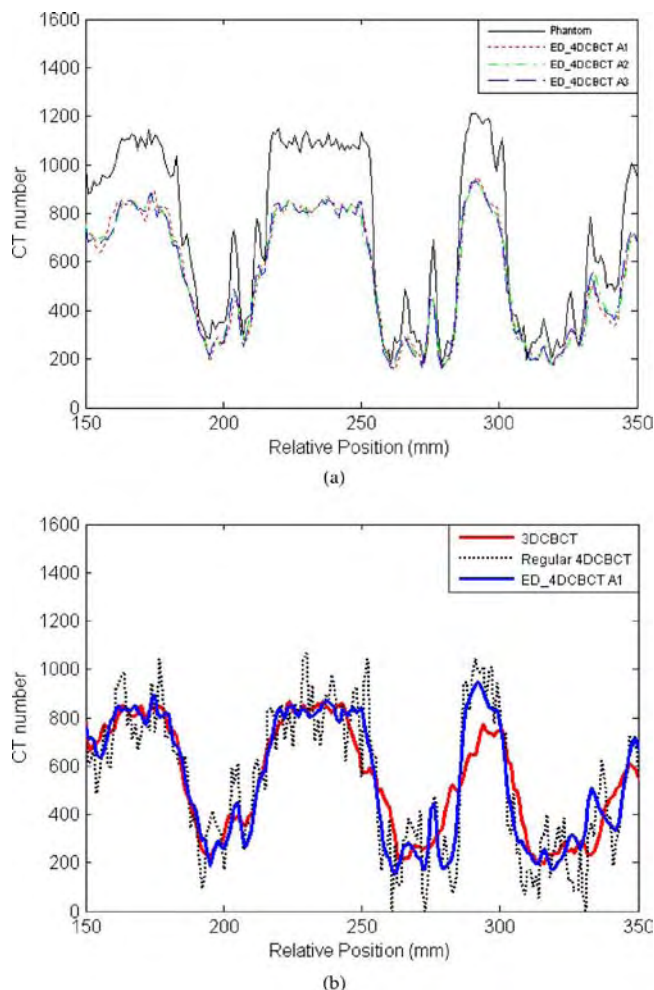 1600
1400
1200
1000
800
600
400
200
0
CT number
Phantom
ED_4DCBCT A1
ED_4DCBCT A2
ED_4DCBCT A3
150 200 250 300 350
Relative Position (mm)
(a)
1600
1400
1200
1000
800
600
400
200
0
CT number
3DCBCT
Regular 4DCBCT
ED_4DCBCT A1
150 200 250 300 350
Relative Position (mm)
(b)